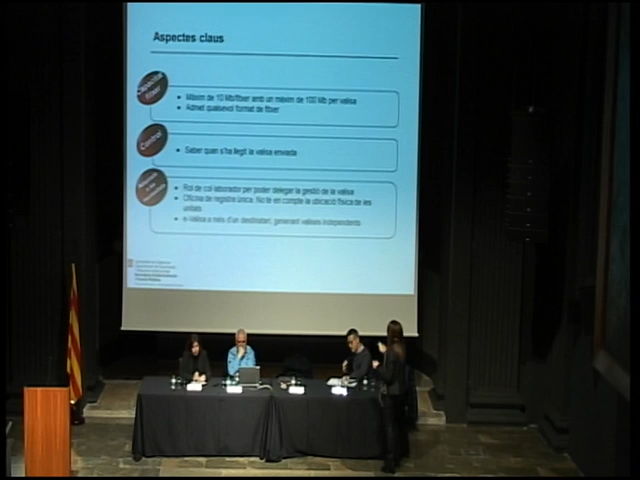 Aspectes claus
Capacitat fitxer
• Màxim de 10 Mb/fitxer amb un màxim de 100 Mb per valisa
• Admet qualsevol format de fitxer
Control
• Saber quan s'ha llegit la valisa enviada
• Rol de col·laborador per poder delegar la gestió de la valisa
• Oficina de registre única. No té en compte la ubicació física de les
unitats
• e-Valisa a més d'un destinatari, generant valises independents